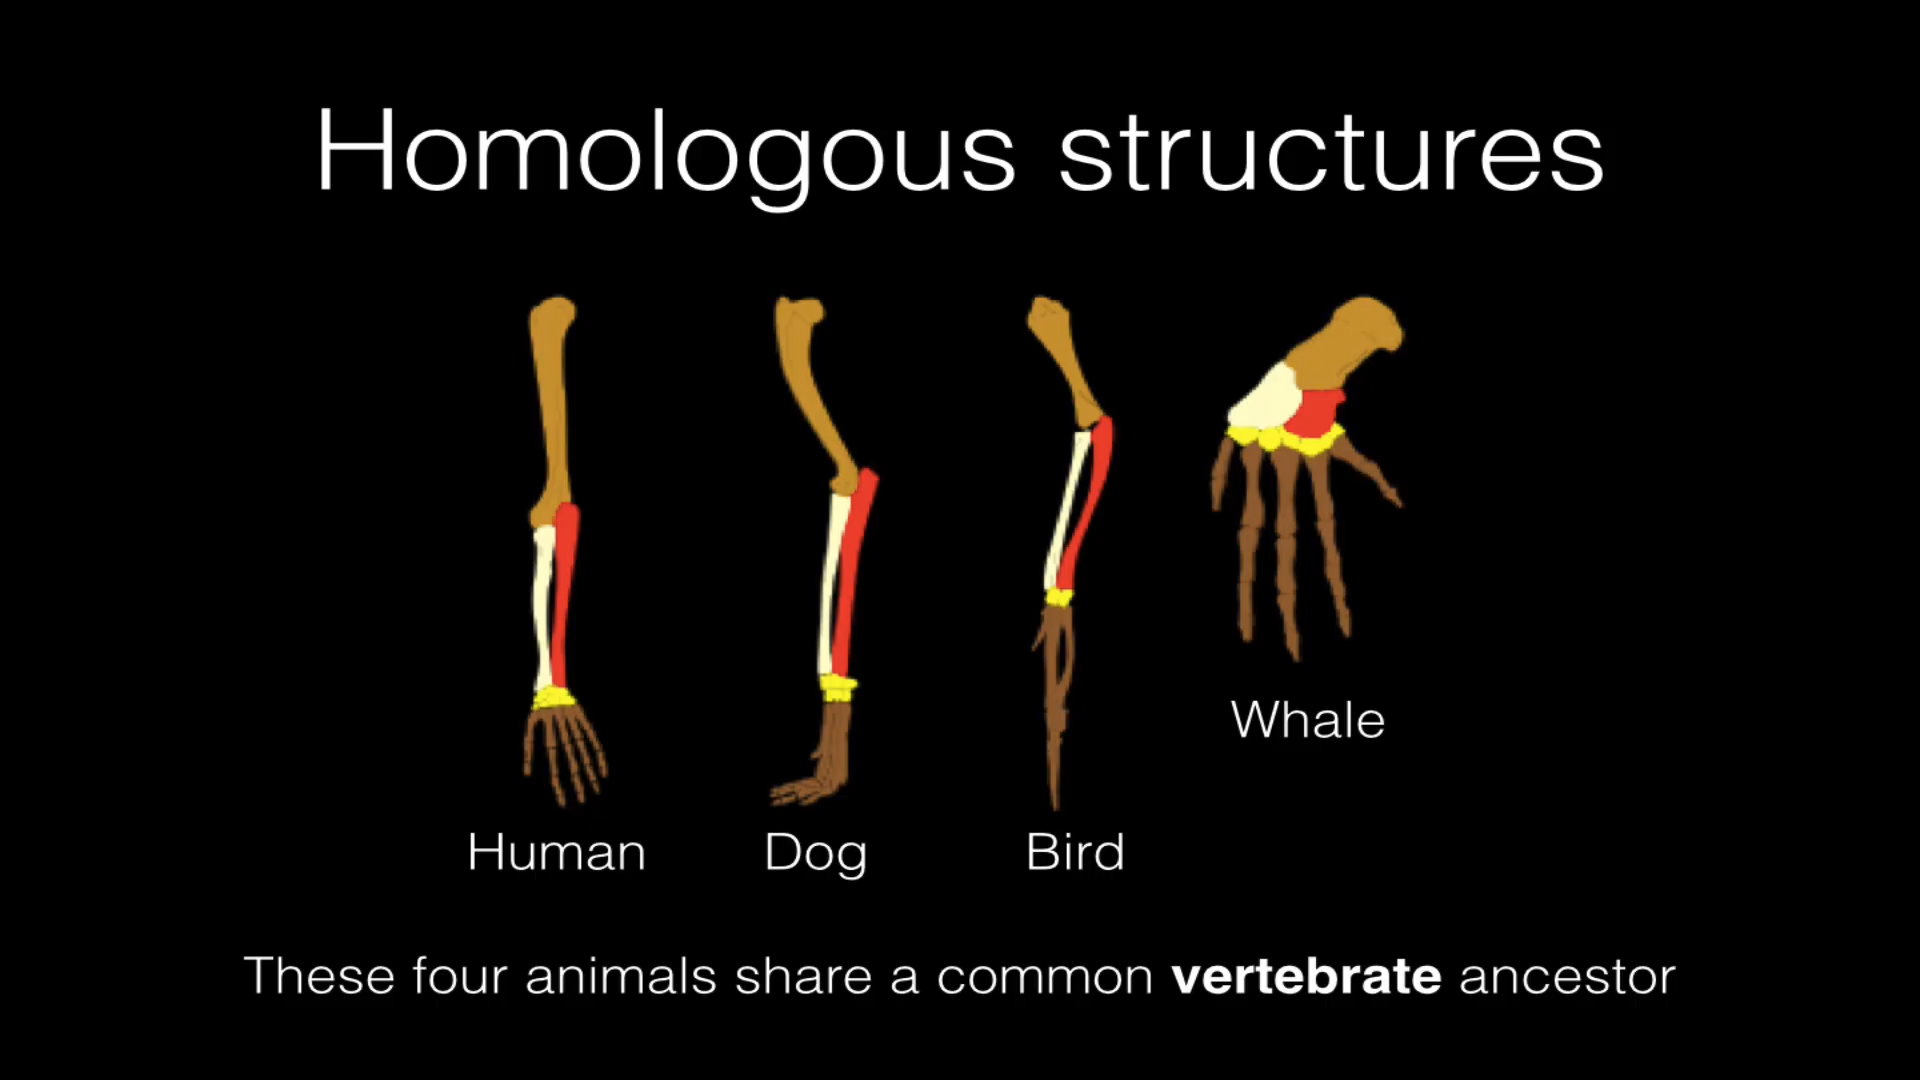 Homologous structures
Whale
Human Dog Bird
These four animals share a common vertebrate ancestor